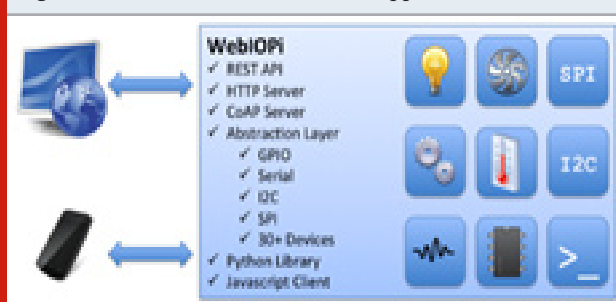 WebIOPi
✓ REST API
✓ HTTP Server
✓ CoAP Server
✓ Abstraction Layer
✓ GPIO
✓ Serial
✓ I2C
✓ SPI
✓ 30+ Devices
✓ Python Library
✓ Javascript Client
SPI
I2C
>_